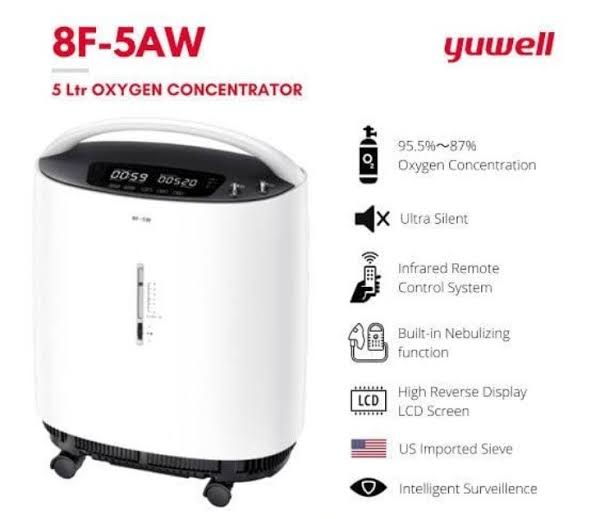 8F-5AW
yuwell
5 Ltr OXYGEN CONCENTRATOR
0059 00520
8F-5W
95.5%～87%
Oxygen Concentration
O2
Ultra Silent
Infrared Remote
Control System
Built-in Nebulizing
function
High Reverse Display
LCD Screen
LCD
US Imported Sieve
Intelligent Surveillence